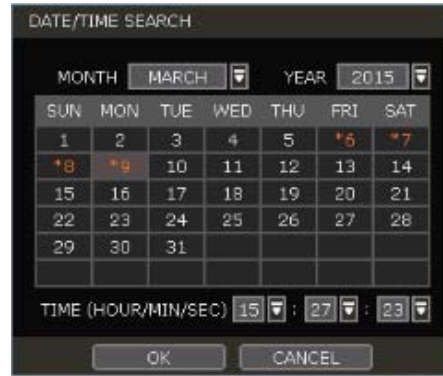 DATE/TIME SEARCH
MONTH MARCH YEAR 2015
SUN MON TUE WED THU FRI SAT
1 2 3 4 5 *6 *7
*8 *9 10 11 12 13 14
15 16 17 18 19 20 21
22 23 24 25 26 27 28
29 30 31
TIME (HOUR/MIN/SEC) 15 : 27 : 23
OK CANCEL